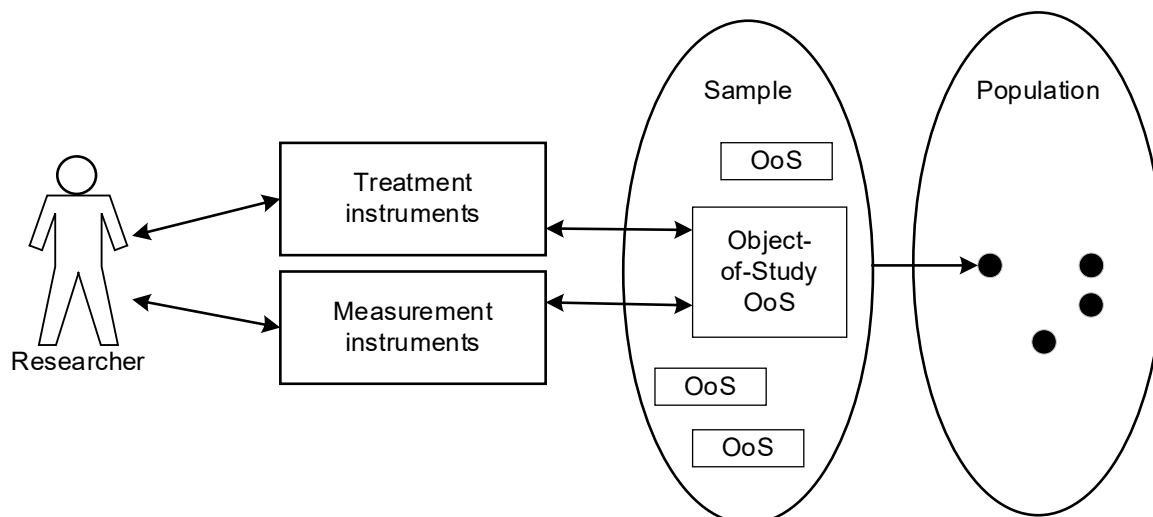 Sample
Population
OoS
Treatment
instruments
Object-
of-Study
OoS
Measurement
instruments
Researcher
OoS
OoS